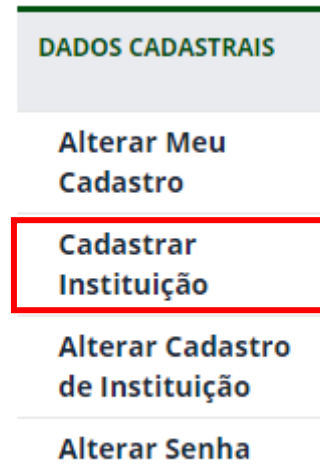 DADOS CADASTRAIS
Alterar Meu
Cadastro
Cadastrar
Instituição
Alterar Cadastro
de Instituição
Alterar Senha